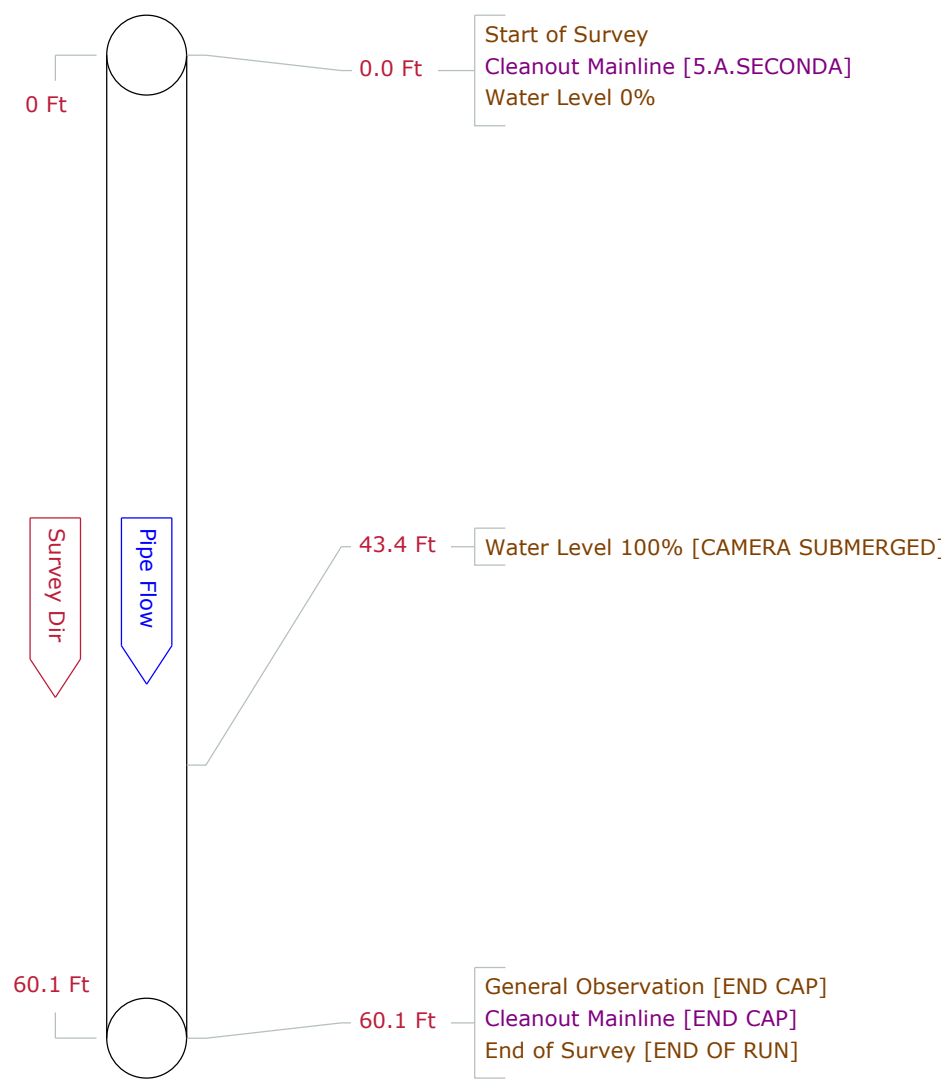 Start of Survey
0.0 Ft
Cleanout Mainline [5.A.SECONDA]
0 Ft
Water Level 0%
Survey Dir
Pipe Flow
43.4 Ft
Water Level 100% [CAMERA SUBMERGED]
60.1 Ft
General Observation [END CAP]
60.1 Ft
Cleanout Mainline [END CAP]
End of Survey [END OF RUN]